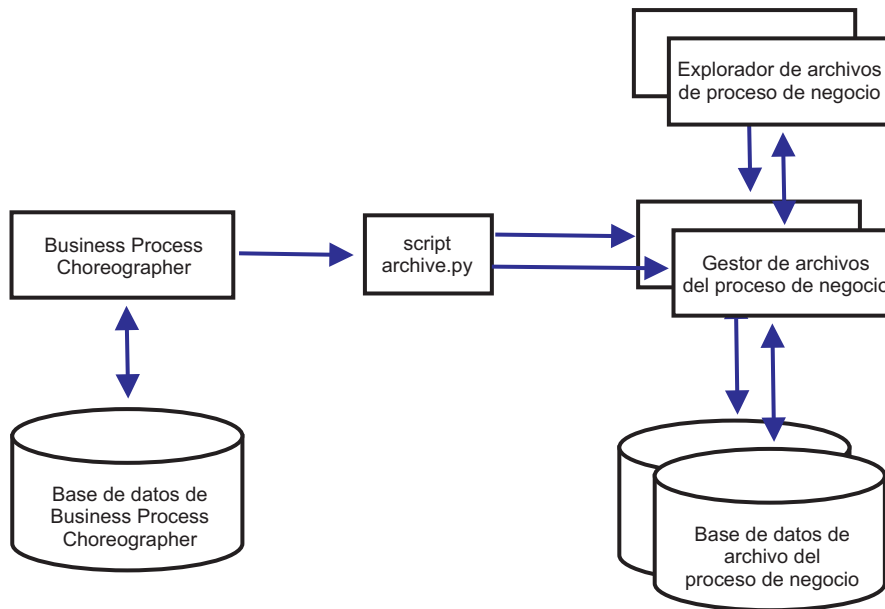 Explorador de archivos
de proceso de negocio
Business Process
Choreographer
script
archive.py
Gestor de archivos
del proceso de negocio
Base de datos de
Business Process
Choreographer
Base de datos de
archivo del
proceso de negocio